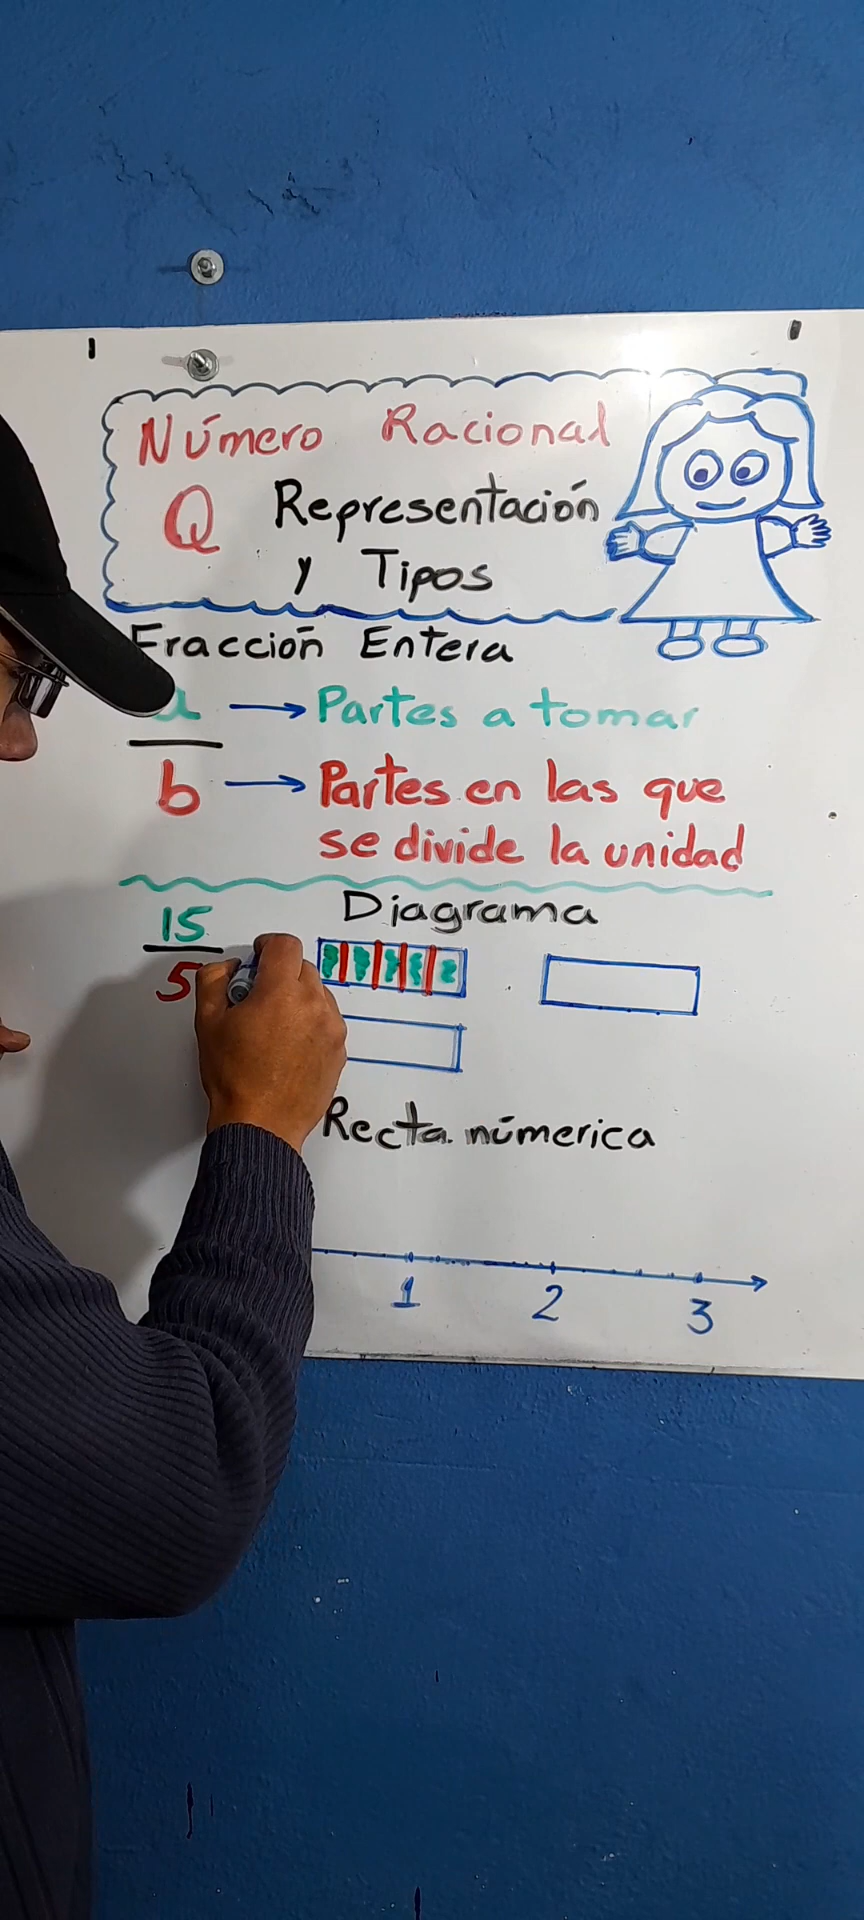 Número Racional
Q Representación
y Tipos
Fracción Entera
a → Partes a tomar
b → Partes en las que
se divide la unidad
15
5
Diagrama
Recta númerica
1 2 3